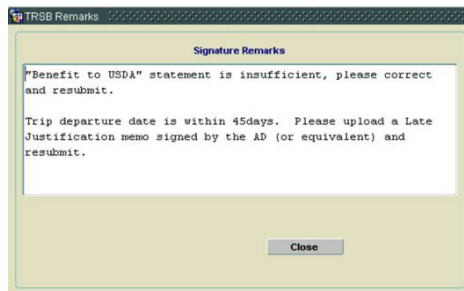 TRSB Remarks
Signature Remarks
"Benefit to USDA" statement is insufficient, please correct
and resubmit.
Trip departure date is within 45days. Please upload a Late
Justification memo signed by the AD (or equivalent) and
resubmit.
Close